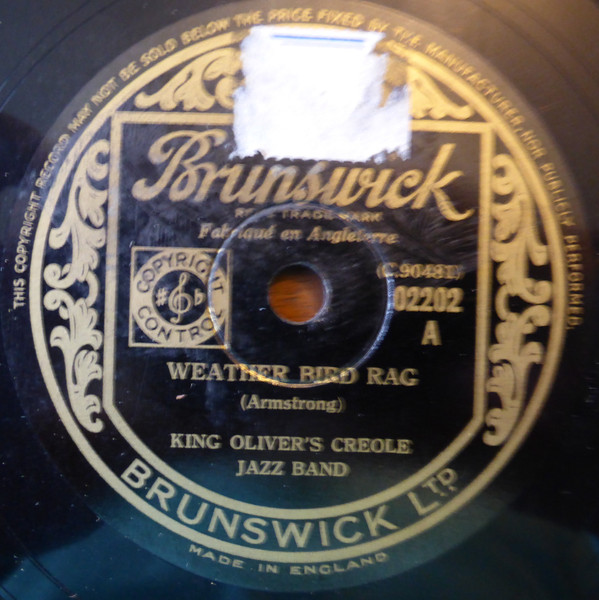 THIS COPYRIGHT RECORD MAY NOT BE SOLD BELOW THE PRICE FIXED BY THE MANUFACTURER, NOR PUBLICLY PERFORMED.
Brunswick
REGD TRADE MARK
Fabriqué en Angleterre
COPYRIGHT
CONTROL
(C.90481)
02202
A
WEATHER BIRD RAG
(Armstrong)
KING OLIVER'S CREOLE
JAZZ BAND
BRUNSWICK LTD
MADE IN ENGLAND